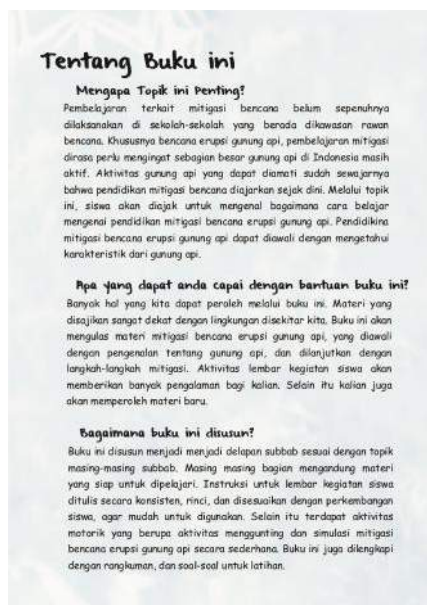 Tentang Buku ini
Mengapa Topik ini Penting?
Pembelajaran terkait mitigasi bencana belum sepenuhnya
dilaksanakan di sekolah-sekolah yang berada dikawasan rawan
bencana. Khususnya bencana erupsi gunung api, pembelajaran mitigasi
dirasa perlu mengingat sebagian besar gunung api di Indonesia masih
aktif. Aktivitas gunung api yang dapat diamati sudah sewajarnya
bahwa pendidikan mitigasi bencana diajarkan sejak dini. Melalui topik
ini, siswa akan diajak untuk mengenal bagaimana cara belajar
mengenai pendidikan mitigasi bencana erupsi gunung api. Pendidikina
mitigasi bencana erupsi gunung api dapat diawali dengan mengetahui
karakteristik dari gunung api.
Apa yang dapat anda capai dengan bantuan buku ini?
Banyak hal yang kita dapat peroleh melalui buku ini. Materi yang
disajikan sangat dekat dengan lingkungan disekitar kita. Buku ini akan
mengulas materi mitigasi bencana erupsi gunung api, yang diawali
dengan pengenalan tentang gunung api, dan dilanjutkan dengan
langkah-langkah mitigasi. Aktivitas lembar kegiatan siswa akan
memberikan banyak pengalaman bagi kalian. Selain itu kalian juga
akan memperoleh materi baru.
Bagaimana buku ini disusun?
Buku ini disusun menjadi menjadi delapan subbab sesuai dengan topik
masing-masing subbab. Masing masing bagian mengandung materi
yang siap untuk dipelajari. Instruksi untuk lembar kegiatan siswa
ditulis secara konsisten, rinci, dan disesuaikan dengan perkembangan
siswa, agar mudah untuk digunakan. Selain itu terdapat aktivitas
motorik yang berupa aktivitas menggunting dan simulasi mitigasi
bencana erupsi gunung api secara sederhana. Buku ini juga dilengkapi
dengan rangkuman, dan soal-soal untuk latihan.